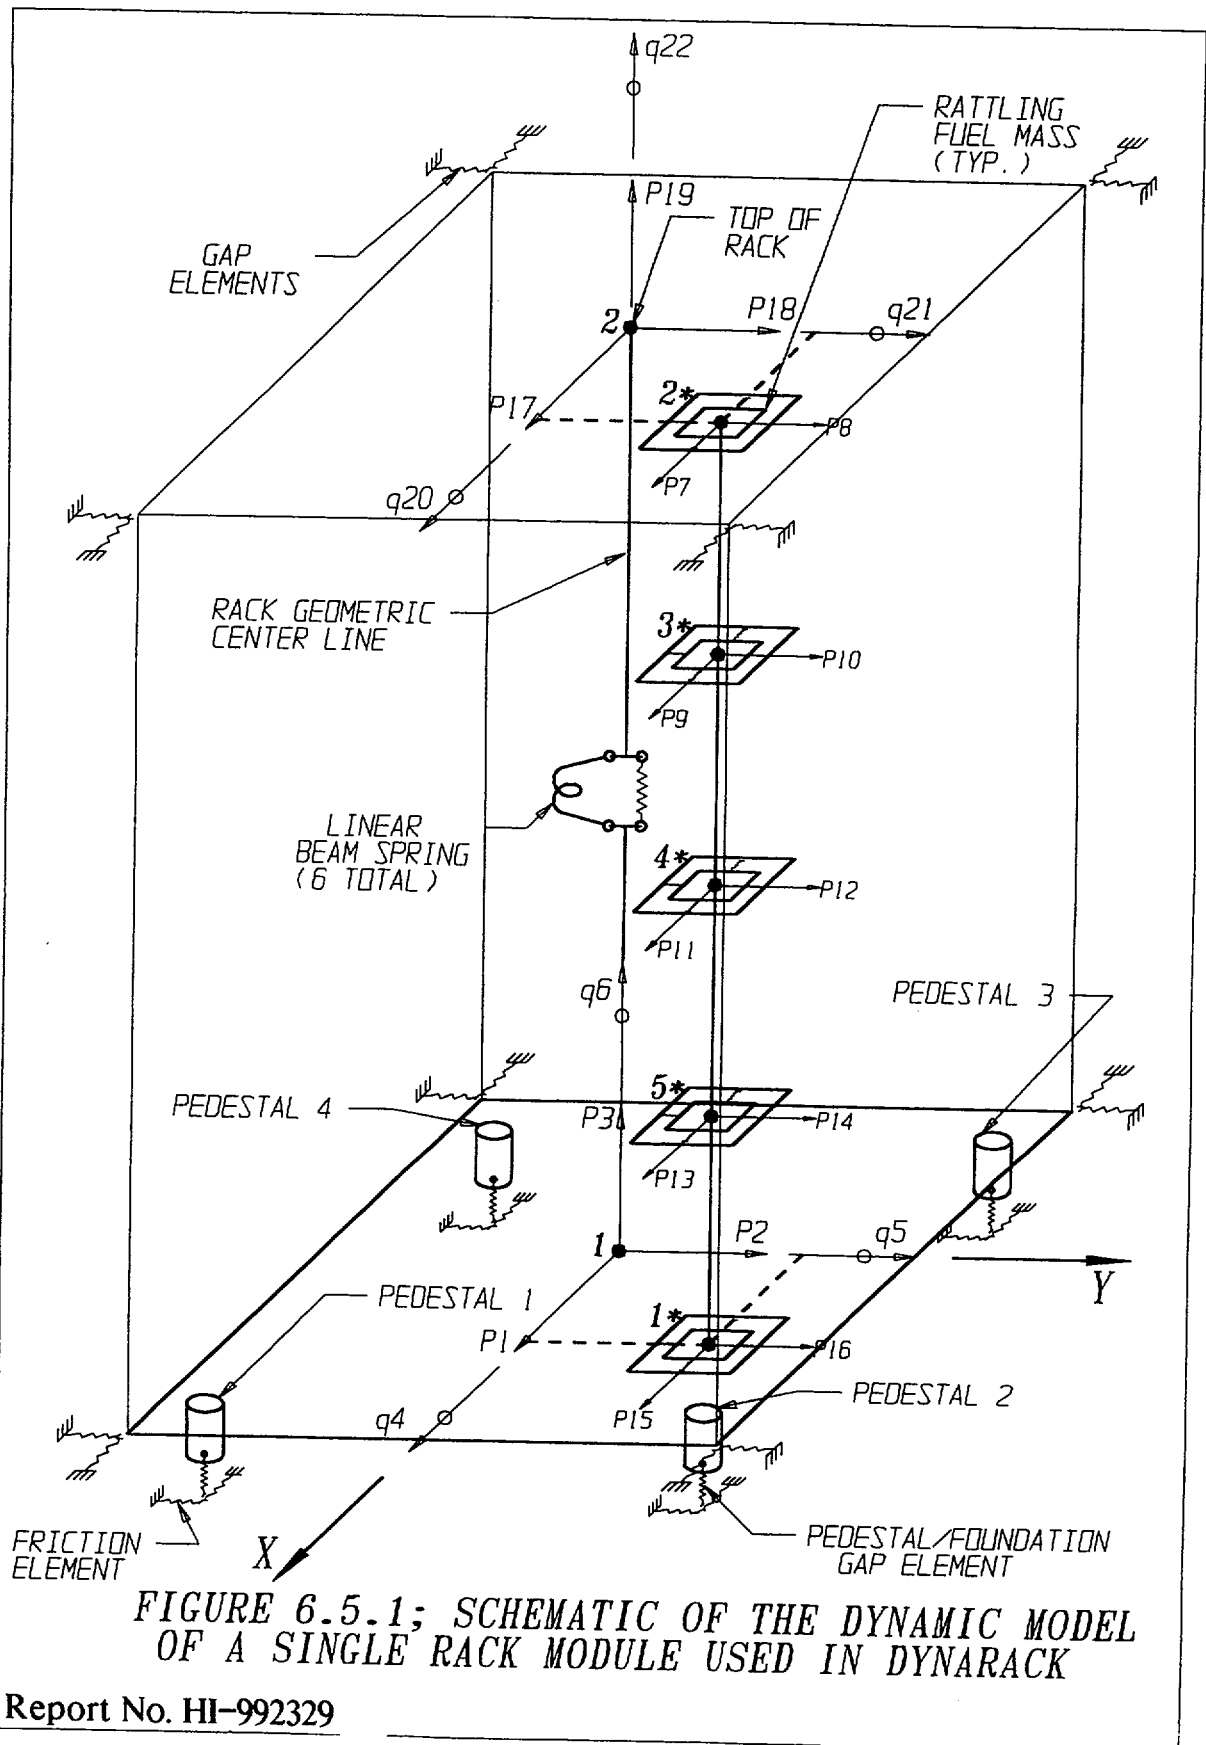 q22
RATTLING
FUEL MASS
(TYP.)
P19
TOP OF
RACK
GAP
ELEMENTS
2
P18
q21
2*
P17
P8
P7
q20
RACK GEOMETRIC
CENTER LINE
3*
P10
P9
LINEAR
BEAM SPRING
(6 TOTAL)
4*
P12
P11
q6
PEDESTAL 3
5*
PEDESTAL 4
P3
P14
P13
1
P2
q5
Y
PEDESTAL 1
1*
P1
P16
PEDESTAL 2
q4
P15
FRICTION
ELEMENT
X
PEDESTAL/FOUNDATION
GAP ELEMENT
FIGURE 6.5.1; SCHEMATIC OF THE DYNAMIC MODEL
OF A SINGLE RACK MODULE USED IN DYNARACK
Report No. HI-992329